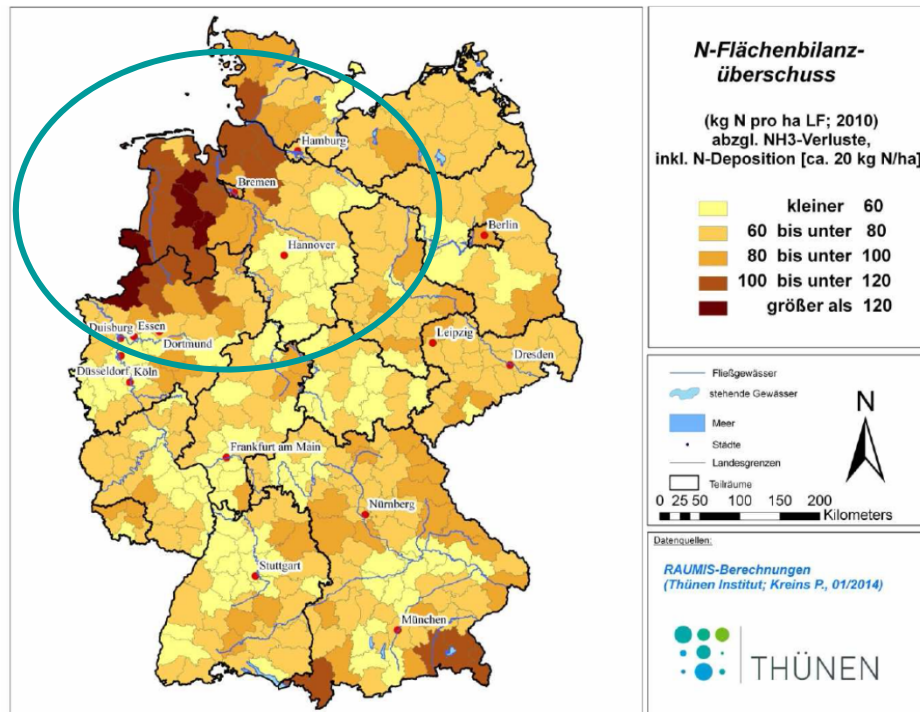 N-Flächenbilanz-
überschuss
(kg N pro ha LF; 2010)
abzgl. NH3-Verluste,
inkl. N-Deposition [ca. 20 kg N/ha]
kleiner 60
60 bis unter 80
80 bis unter 100
100 bis unter 120
größer als 120
Hamburg
Bremen
Berlin
Hannover
Duisburg
Essen
Dortmund
Leipzig
Dresden
Düsseldorf
Köln
Frankfurt am Main
Nürnberg
Stuttgart
München
Fließgewässer
stehende Gewässer
Meer
Städte
Landesgrenzen
Teilräume
N
0 25 50 100 150 200
Kilometers
Datenquellen:
RAUMIS-Berechnungen
(Thünen Institut; Kreins P., 01/2014)
THÜNEN